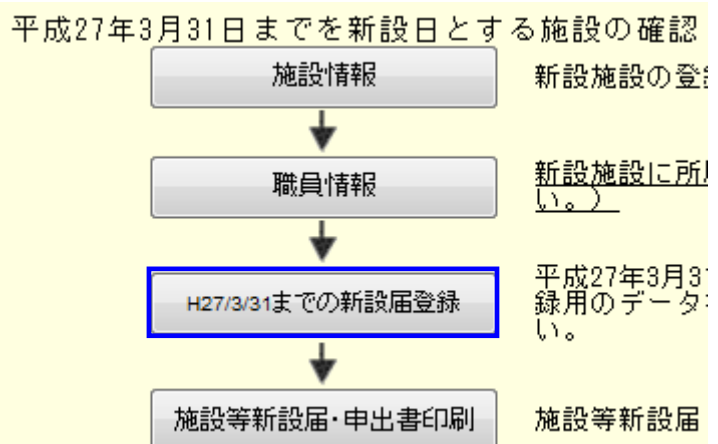 平成27年3月31日までを新設日とする施設の確認
施設情報
新設施設の登
職員情報
新設施設に所
い。）
H27/3/31までの新設届登録
平成27年3月3
録用のデータ
い。
施設等新設届・申出書印刷
施設等新設届